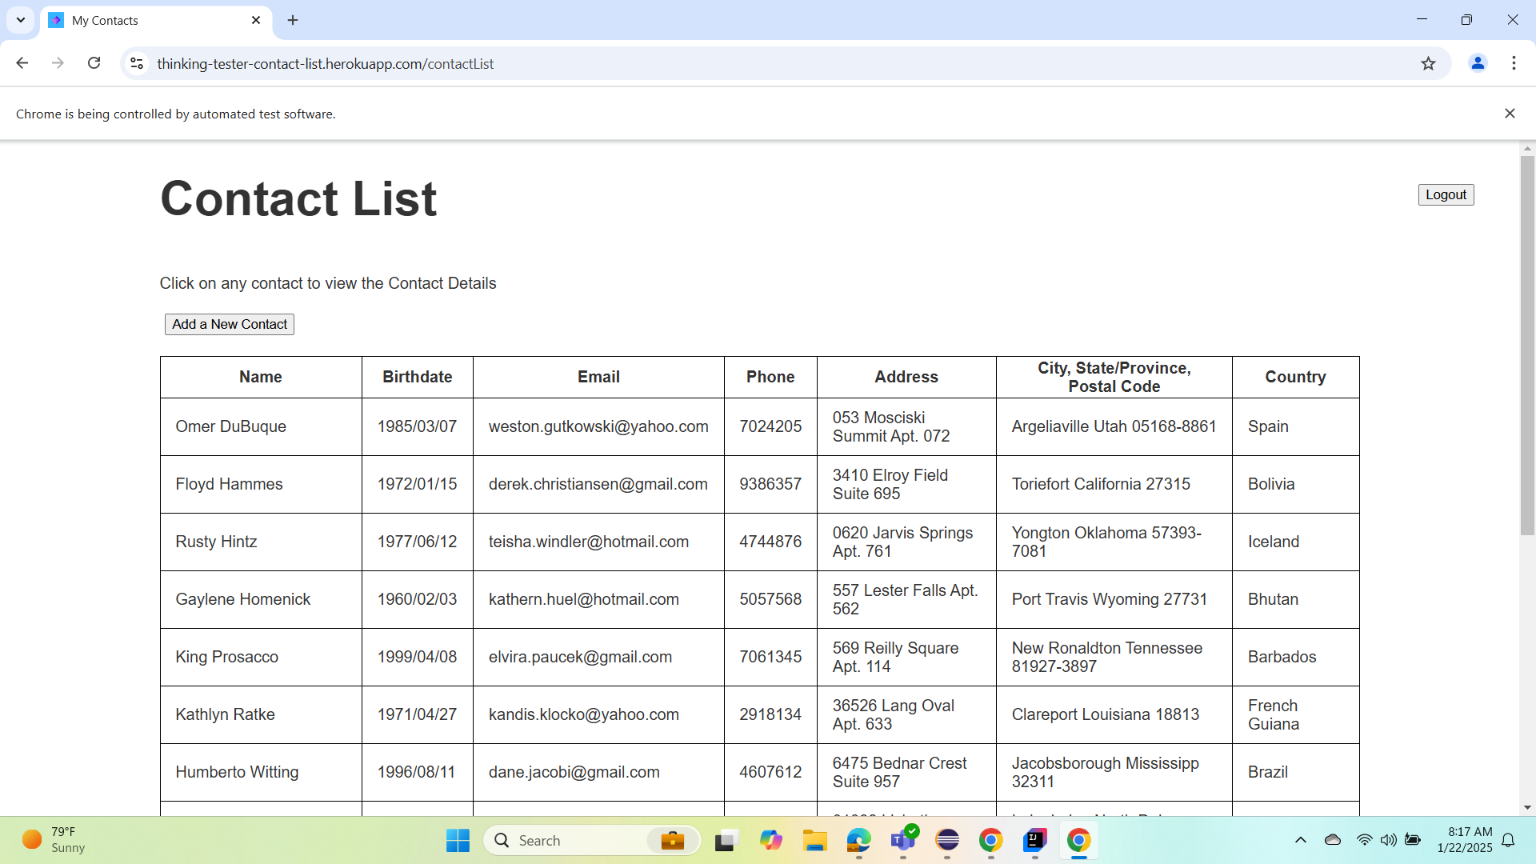 My Contacts
thinking-tester-contact-list.herokuapp.com/contactList
Chrome is being controlled by automated test software.
Contact List
Logout
Click on any contact to view the Contact Details
Add a New Contact
Name Birthdate Email Phone Address City, State/Province, Postal Code Country
Omer DuBuque 1985/03/07 weston.gutkowski@yahoo.com 7024205 053 Mosciski Summit Apt. 072 Argeliaville Utah 05168-8861 Spain
Floyd Hammes 1972/01/15 derek.christiansen@gmail.com 9386357 3410 Elroy Field Suite 695 Toriefort California 27315 Bolivia
Rusty Hintz 1977/06/12 teisha.windler@hotmail.com 4744876 0620 Jarvis Springs Apt. 761 Yongton Oklahoma 57393-7081 Iceland
Gaylene Homenick 1960/02/03 kathern.huel@hotmail.com 5057568 557 Lester Falls Apt. 562 Port Travis Wyoming 27731 Bhutan
King Prosacco 1999/04/08 elvira.paucek@gmail.com 7061345 569 Reilly Square Apt. 114 New Ronaldton Tennessee 81927-3897 Barbados
Kathlyn Ratke 1971/04/27 kandis.klocko@yahoo.com 2918134 36526 Lang Oval Apt. 633 Clareport Louisiana 18813 French Guiana
Humberto Witting 1996/08/11 dane.jacobi@gmail.com 4607612 6475 Bednar Crest Suite 957 Jacobsborough Mississipp 32311 Brazil
79°F
Sunny
Search
8:17 AM
1/22/2025